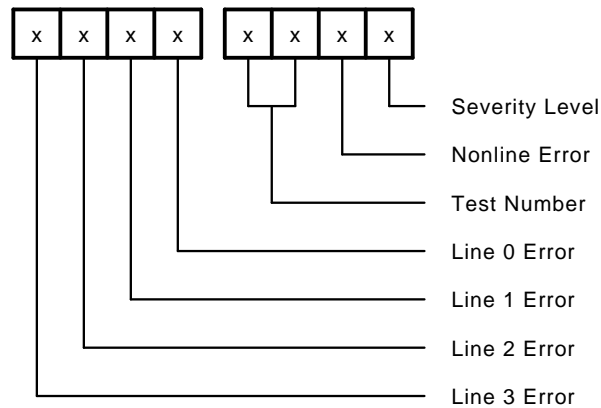 x x x x x x x x
Severity Level
Nonline Error
Test Number
Line 0 Error
Line 1 Error
Line 2 Error
Line 3 Error